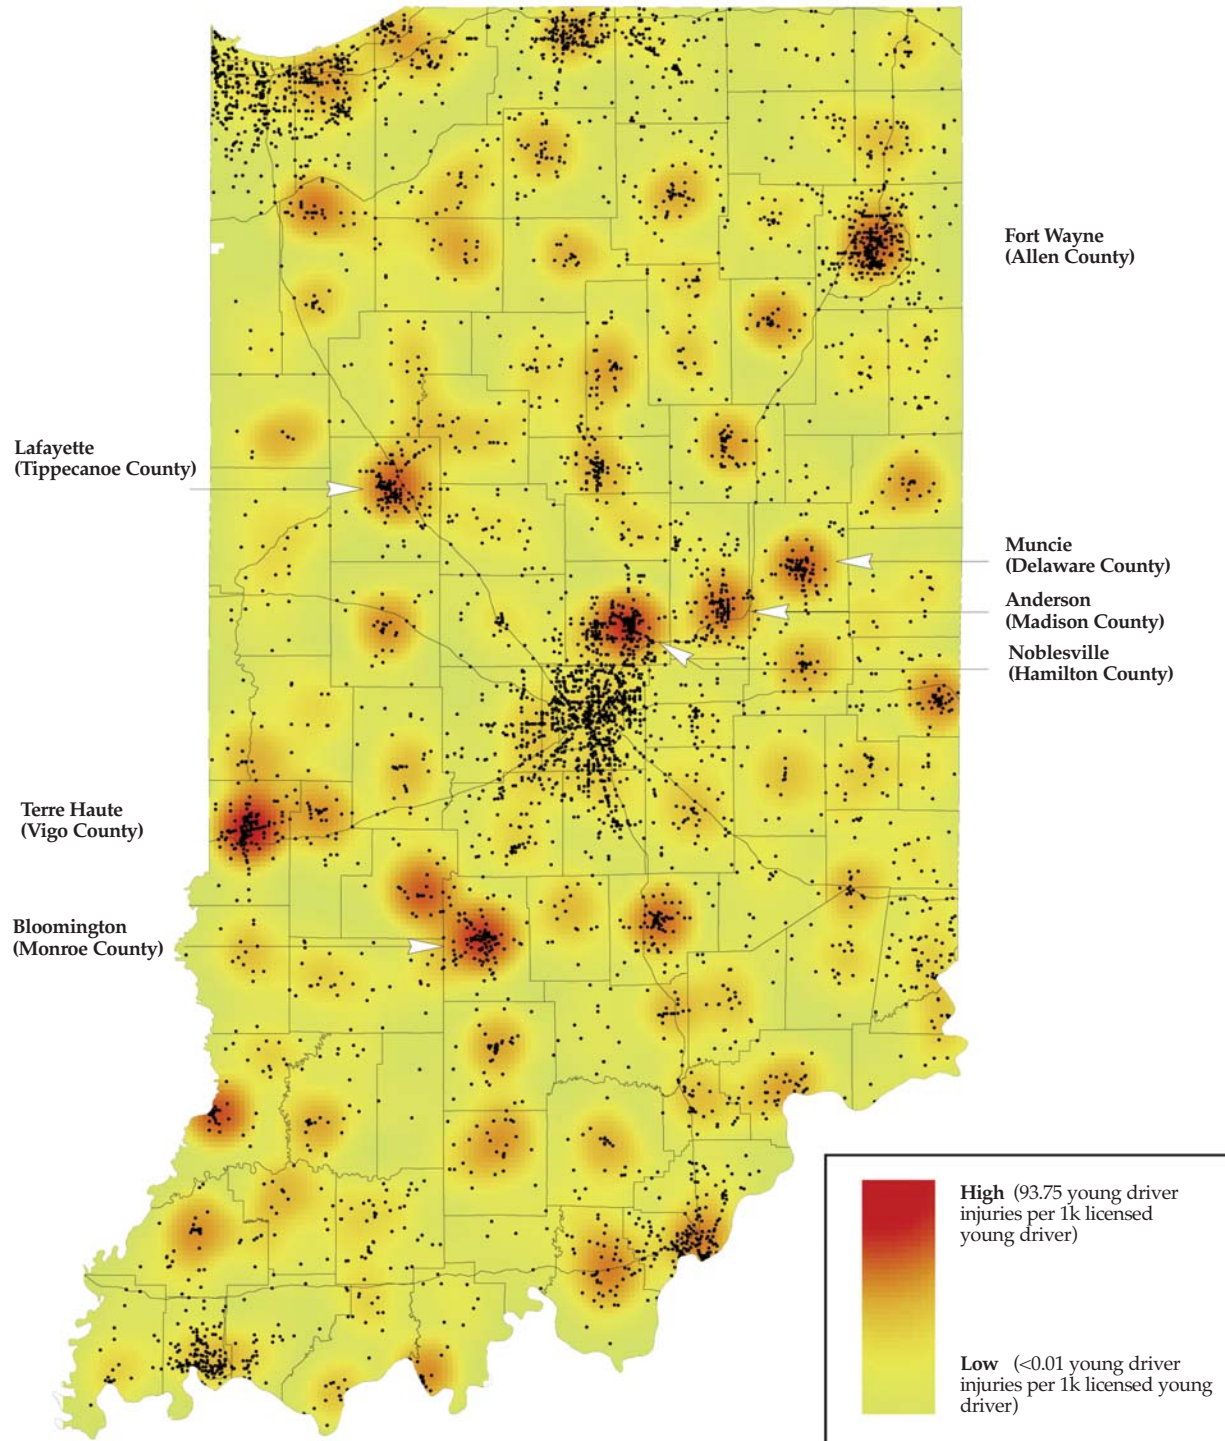 Fort Wayne
(Allen County)
Lafayette
(Tippecanoe County)
Muncie
(Delaware County)
Anderson
(Madison County)
Noblesville
(Hamilton County)
Terre Haute
(Vigo County)
Bloomington
(Monroe County)
High (93.75 young driver
injuries per 1k licensed
young driver)
Low (<0.01 young driver
injuries per 1k licensed young
driver)